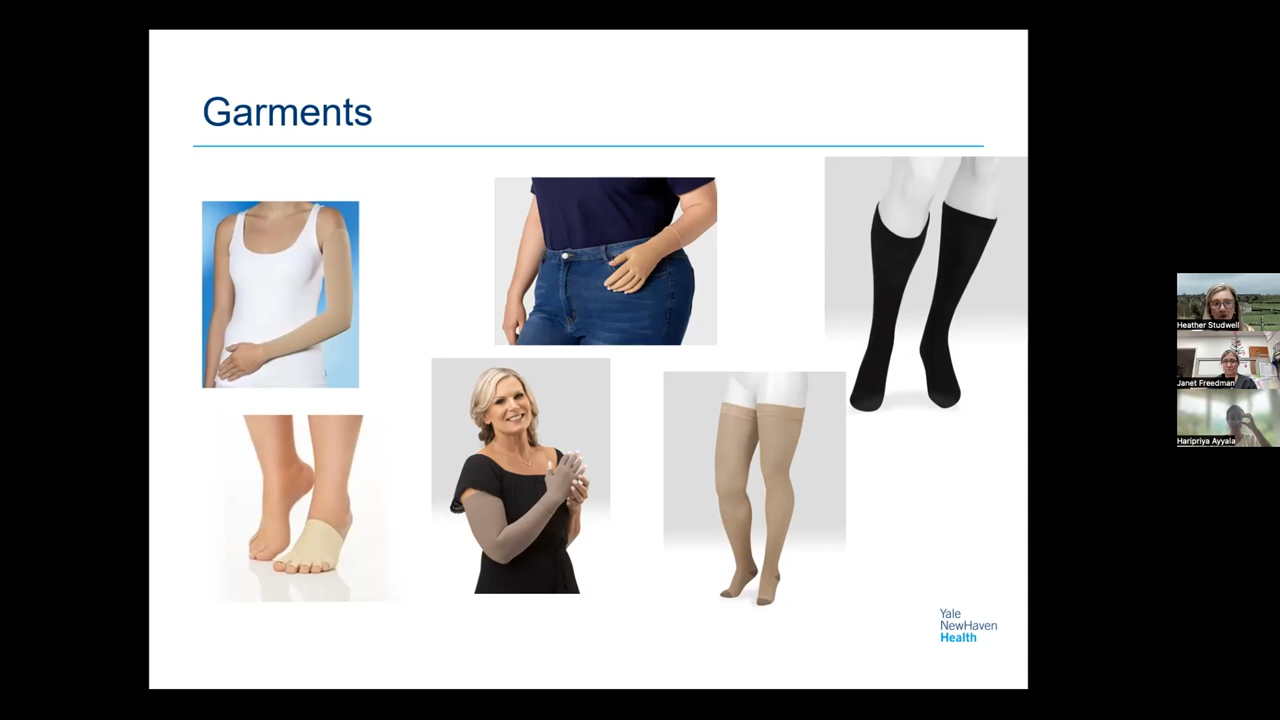 Garments
Yale
NewHaven
Health
Heather Studwell
Janet Freedman
Haripriya Ayyala